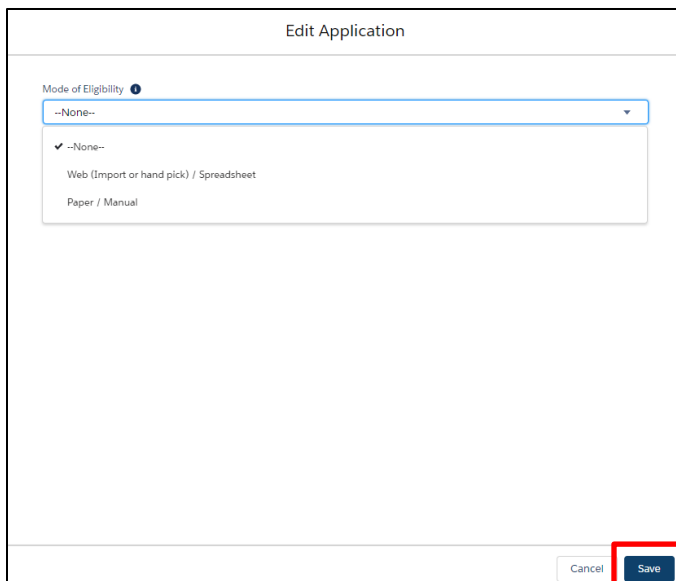 Edit Application
Mode of Eligibility
--None--
--None--
Web (Import or hand pick) / Spreadsheet
Paper / Manual
Cancel Save